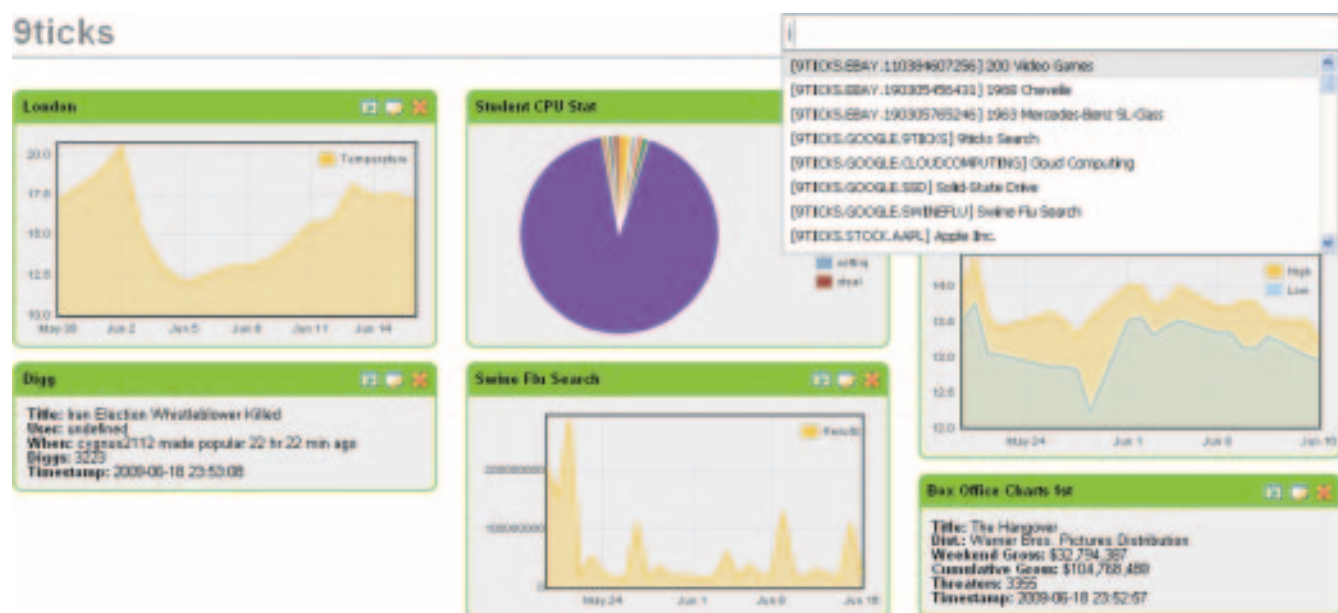 9ticks
i
[9TICKS.EBAY.110384607256] 200 Video Games
[9TICKS.EBAY.190305456431] 1968 Chevelle
[9TICKS.EBAY.190305765246] 1963 Mercedes-Benz SL-Class
[9TICKS.GOOGLE.9TICKS] 9ticks Search
[9TICKS.GOOGLE.CLOUDCOMPUTING] Cloud Computing
[9TICKS.GOOGLE.SSD] Solid-State Drive
[9TICKS.GOOGLE.SWINEFLU] Swine Flu Search
[9TICKS.STOCK.AAPL] Apple Inc.
London
Temperature
20.0
17.5
15.0
12.5
10.0
May 30 Jun 2 Jun 5 Jun 8 Jun 11 Jun 14
Student CPU Stat
steal
High
Low
14.0
13.5
13.0
12.5
12.0
May 24 Jun 1 Jun 8 Jun 16
Digg
Title: Iran Election Whistleblower Killed
User: undefined
When: cygnus2112 made popular 22 hr 22 min ago
Diggs: 3223
Timestamp: 2009-06-18 23:53:08
Swine Flu Search
Results
200000000
100000000
0
May 24 Jun 1 Jun 8 Jun 16
Box Office Charts 1st
Title: The Hangover
Dist.: Warner Bros. Pictures Distribution
Weekend Gross: $32,794,387
Cumulative Gross: $104,768,489
Threaters: 3355
Timestamp: 2009-06-18 23:52:57